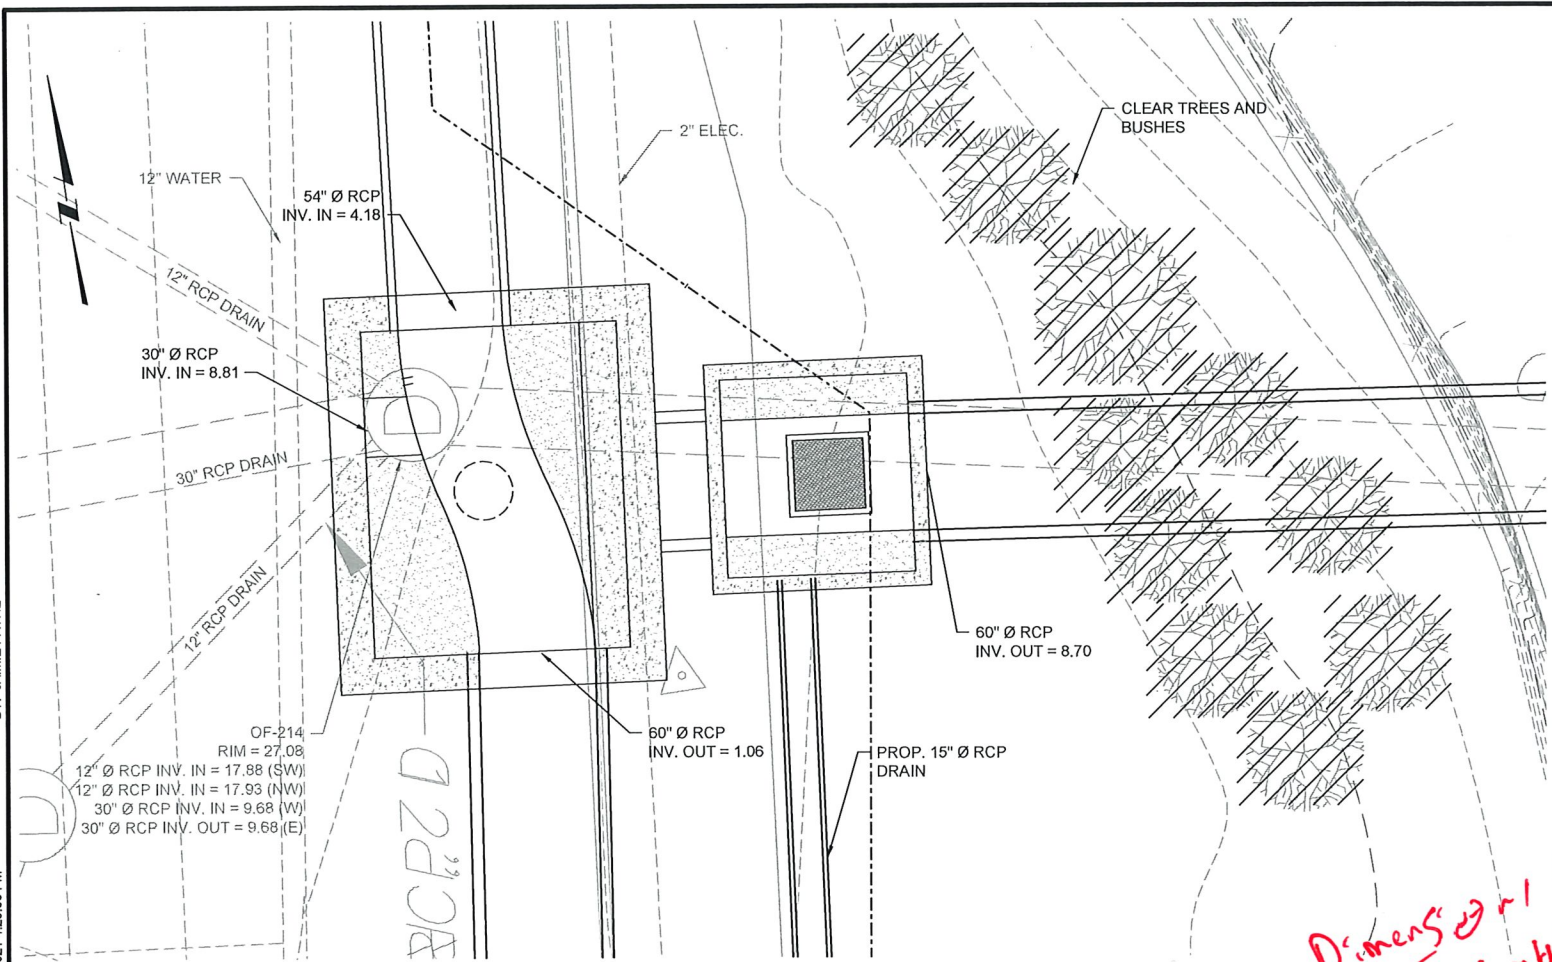 CLEAR TREES AND
BUSHES
2" ELEC.
12" WATER
54" Ø RCP
INV. IN = 4.18
12" RCP DRAIN
30" Ø RCP
INV. IN = 8.81
D
30" RCP DRAIN
12" RCP DRAIN
60" Ø RCP
INV. OUT = 8.70
60" Ø RCP
INV. OUT = 1.06
PROP. 15" Ø RCP
DRAIN
OF-214
RIM = 27.08
12" Ø RCP INV. IN = 17.88 (SW)
12" Ø RCP INV. IN = 17.93 (NW)
30" Ø RCP INV. IN = 9.68 (W)
30" Ø RCP INV. OUT = 9.68 (E)
D